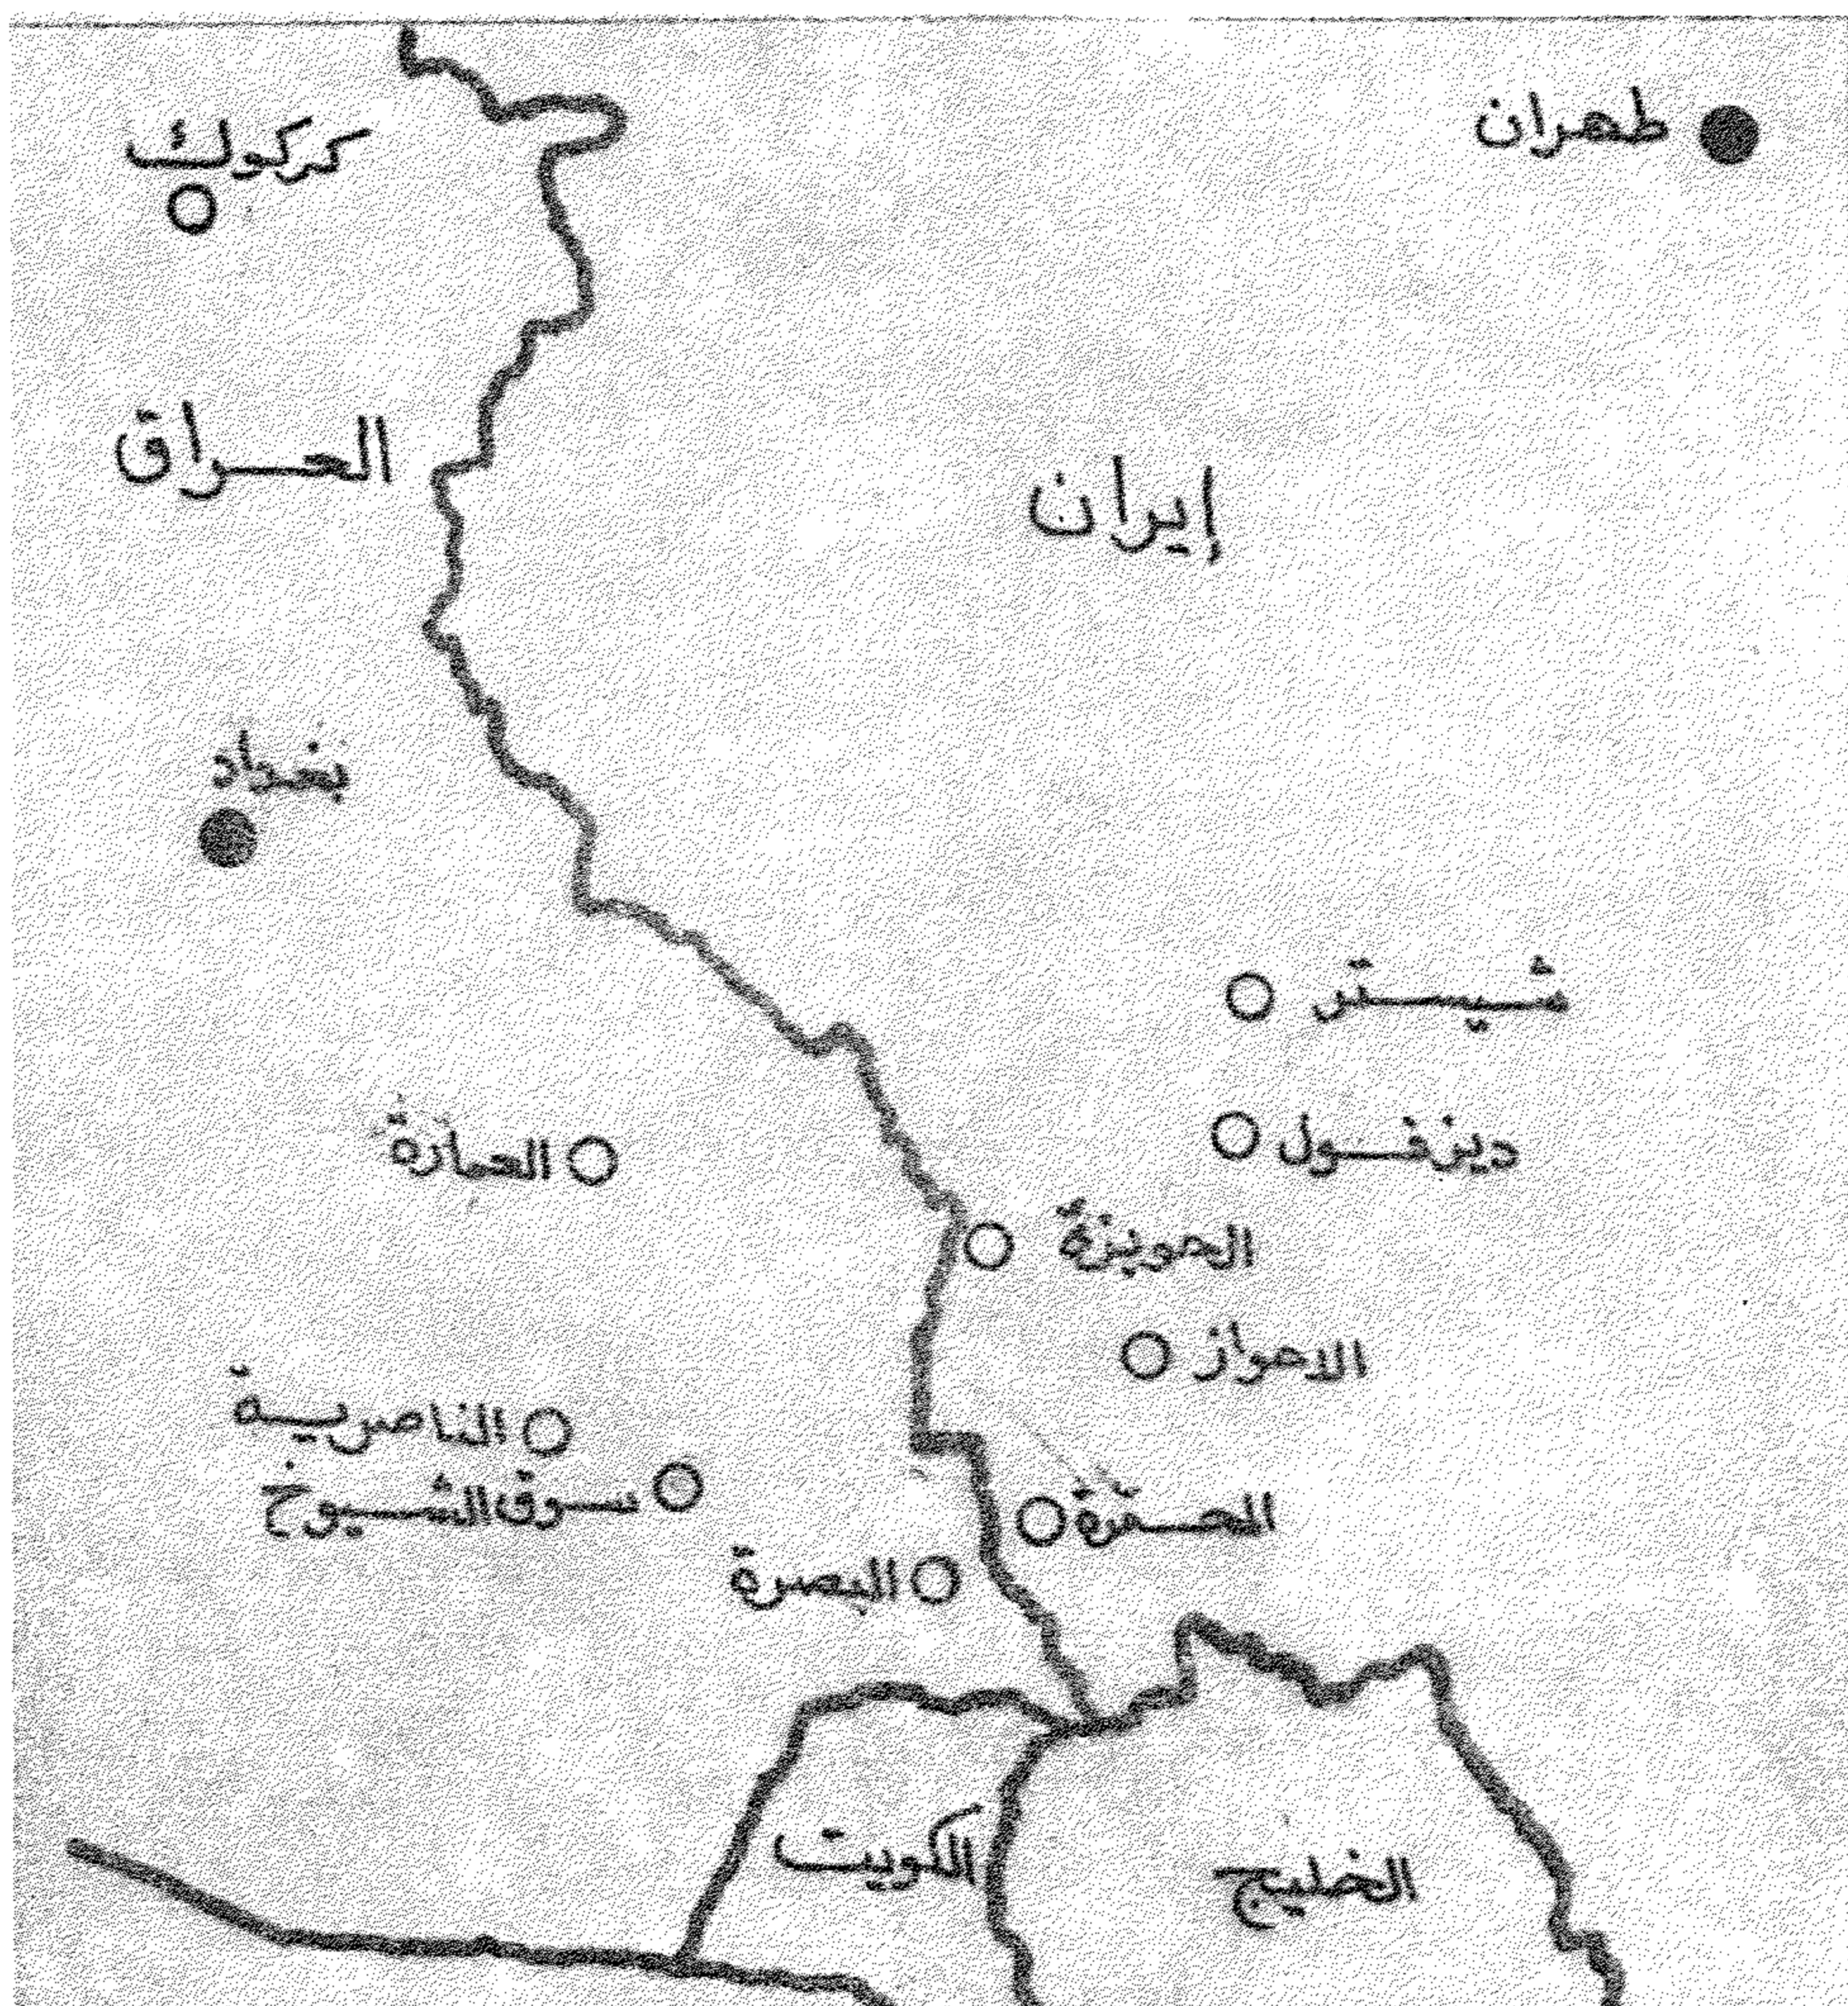 طهران
كركوك
العراق
إيران
بغداد
شيستر
ديزفول
العمارة
الحويزة
الاحواز
الناصرية
سوق الشيوخ
المحمرة
البصرة
الكويت
الخليج